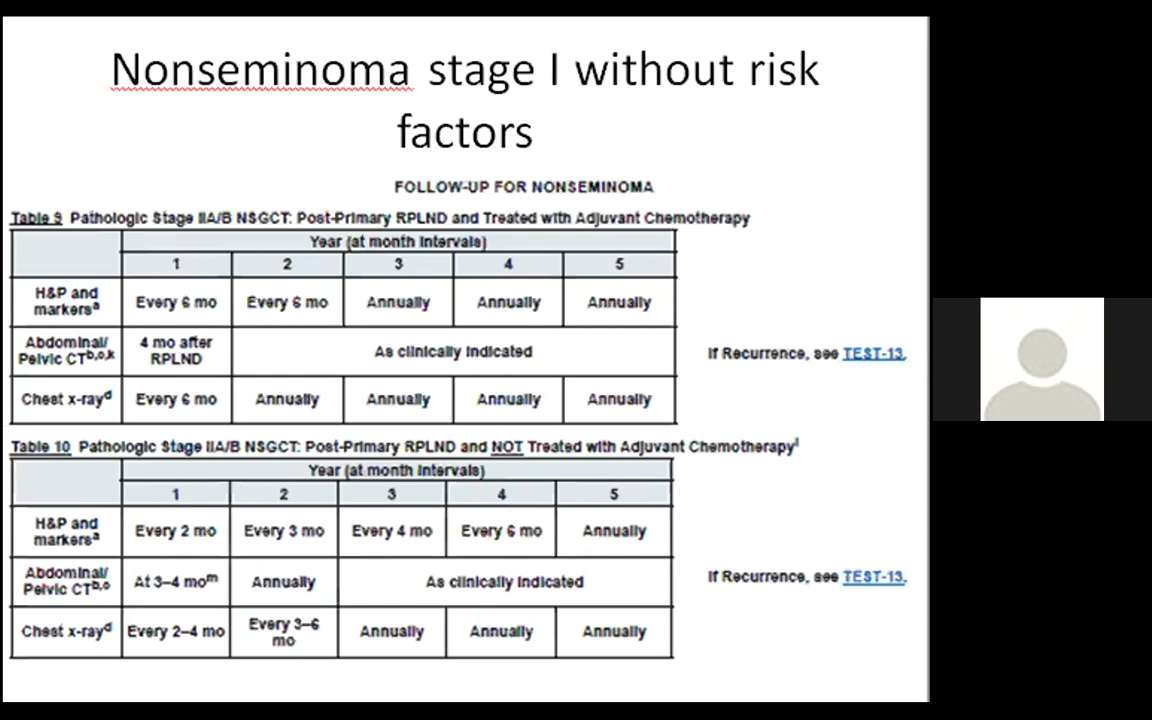 Nonseminoma stage I without risk
factors
FOLLOW-UP FOR NONSEMINOMA
Table 9 Pathologic Stage IIA/B NSGCT: Post-Primary RPLND and Treated with Adjuvant Chemotherapy
Year (at month intervals)
1 2 3 4 5
H&P and markersᵃ Every 6 mo Every 6 mo Annually Annually Annually
Abdominal/ Pelvic CTᵇ,ᵒ,ᵏ 4 mo after RPLND As clinically indicated
If Recurrence, see TEST-13.
Chest x-rayᵈ Every 6 mo Annually Annually Annually Annually
Table 10 Pathologic Stage IIA/B NSGCT: Post-Primary RPLND and NOT Treated with Adjuvant Chemotherapyˡ
Year (at month intervals)
1 2 3 4 5
H&P and markersᵃ Every 2 mo Every 3 mo Every 4 mo Every 6 mo Annually
Abdominal/ Pelvic CTᵇ,ᵒ At 3–4 moᵐ Annually As clinically indicated
If Recurrence, see TEST-13.
Chest x-rayᵈ Every 2–4 mo Every 3–6 mo Annually Annually Annually